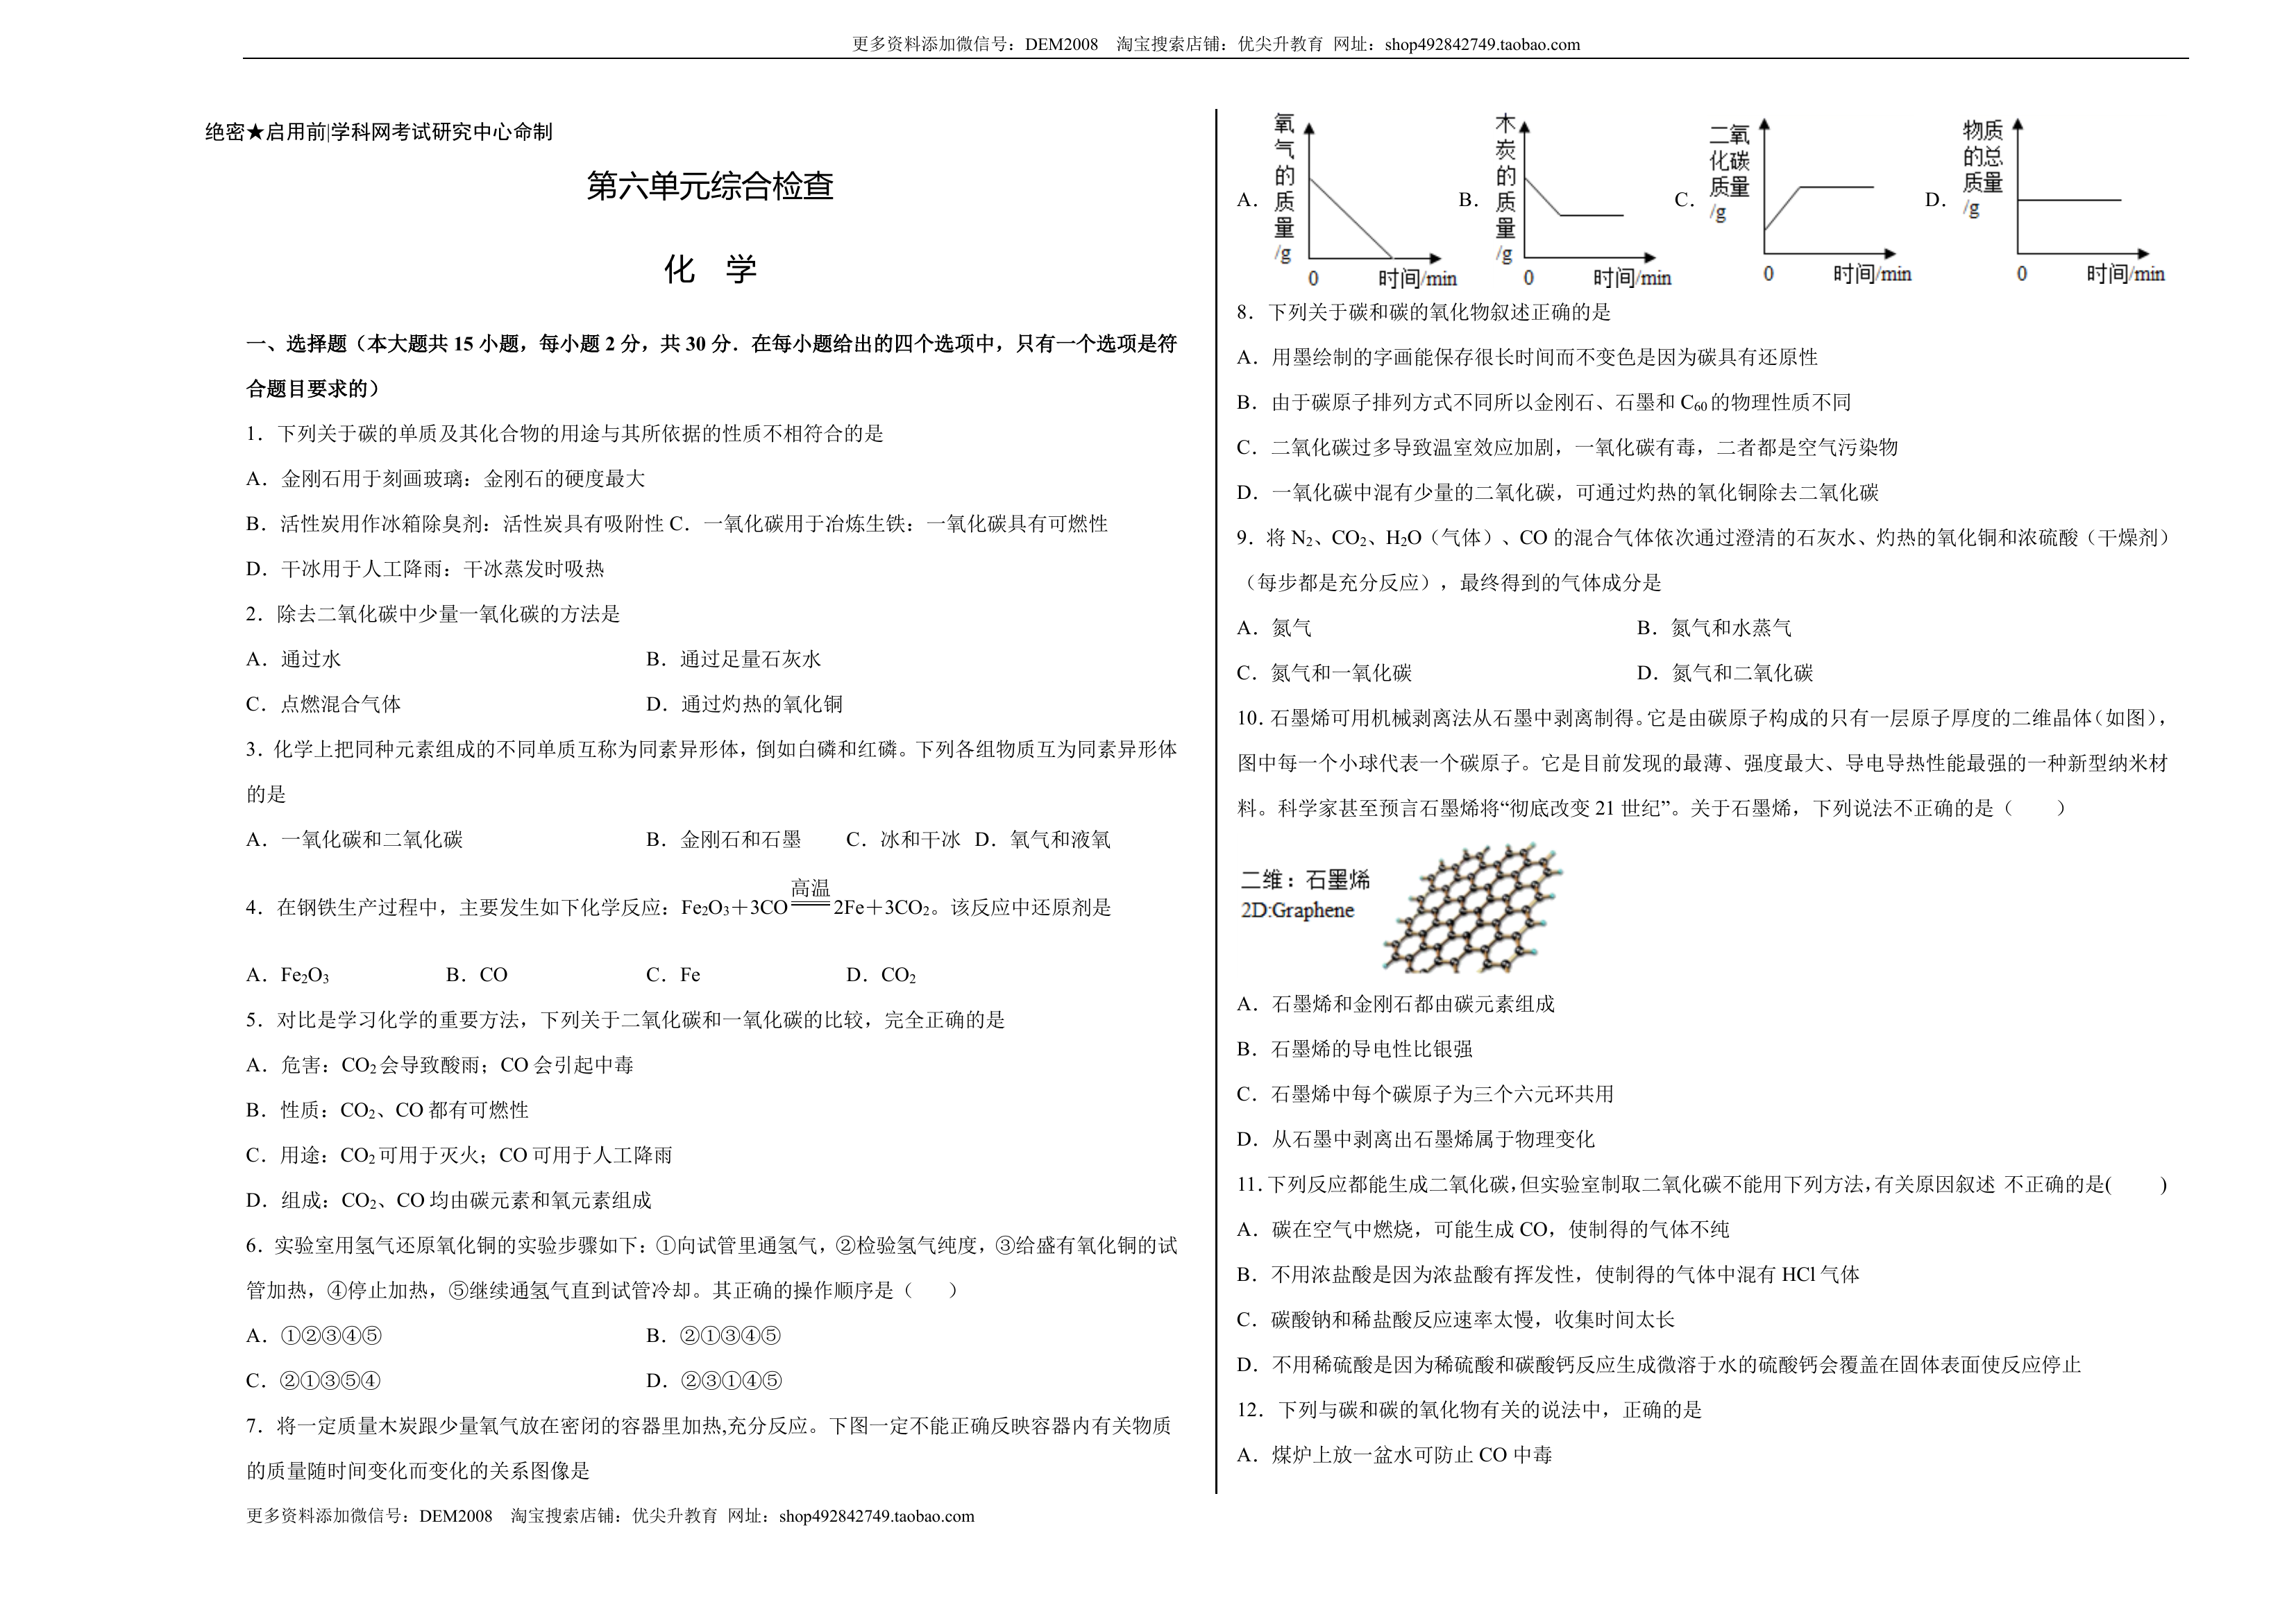 更多资料添加微信号：DEM2008 淘宝搜索店铺：优尖升教育 网址：shop492842749.taobao.com
绝密★启用前|学科网考试研究中心命制
第六单元综合检查
化 学
一、选择题（本大题共 15 小题，每小题 2 分，共 30 分．在每小题给出的四个选项中，只有一个选项是符
合题目要求的）
1．下列关于碳的单质及其化合物的用途与其所依据的性质不相符合的是
A．金刚石用于刻画玻璃：金刚石的硬度最大
B．活性炭用作冰箱除臭剂：活性炭具有吸附性 C．一氧化碳用于冶炼生铁：一氧化碳具有可燃性
D．干冰用于人工降雨：干冰蒸发时吸热
2．除去二氧化碳中少量一氧化碳的方法是
A．通过水 B．通过足量石灰水
C．点燃混合气体 D．通过灼热的氧化铜
3．化学上把同种元素组成的不同单质互称为同素异形体，倒如白磷和红磷。下列各组物质互为同素异形体
的是
A．一氧化碳和二氧化碳 B．金刚石和石墨 C．冰和干冰 D．氧气和液氧
高温
4．在钢铁生产过程中，主要发生如下化学反应：Fe₂O₃＋3CO══2Fe＋3CO₂。该反应中还原剂是
A．Fe₂O₃ B．CO C．Fe D．CO₂
5．对比是学习化学的重要方法，下列关于二氧化碳和一氧化碳的比较，完全正确的是
A．危害：CO₂会导致酸雨；CO 会引起中毒
B．性质：CO₂、CO 都有可燃性
C．用途：CO₂可用于灭火；CO 可用于人工降雨
D．组成：CO₂、CO 均由碳元素和氧元素组成
6．实验室用氢气还原氧化铜的实验步骤如下：①向试管里通氢气，②检验氢气纯度，③给盛有氧化铜的试
管加热，④停止加热，⑤继续通氢气直到试管冷却。其正确的操作顺序是（ ）
A．①②③④⑤ B．②①③④⑤
C．②①③⑤④ D．②③①④⑤
7．将一定质量木炭跟少量氧气放在密闭的容器里加热,充分反应。下图一定不能正确反映容器内有关物质
的质量随时间变化而变化的关系图像是
A． 氧气的质量/g 0 时间/min B． 木炭的质量/g 0 时间/min C． 二氧化碳质量/g 0 时间/min D． 物质的总质量/g 0 时间/min
8．下列关于碳和碳的氧化物叙述正确的是
A．用墨绘制的字画能保存很长时间而不变色是因为碳具有还原性
B．由于碳原子排列方式不同所以金刚石、石墨和 C₆₀的物理性质不同
C．二氧化碳过多导致温室效应加剧，一氧化碳有毒，二者都是空气污染物
D．一氧化碳中混有少量的二氧化碳，可通过灼热的氧化铜除去二氧化碳
9．将 N₂、CO₂、H₂O（气体）、CO 的混合气体依次通过澄清的石灰水、灼热的氧化铜和浓硫酸（干燥剂）
（每步都是充分反应），最终得到的气体成分是
A．氮气 B．氮气和水蒸气
C．氮气和一氧化碳 D．氮气和二氧化碳
10．石墨烯可用机械剥离法从石墨中剥离制得。它是由碳原子构成的只有一层原子厚度的二维晶体（如图），
图中每一个小球代表一个碳原子。它是目前发现的最薄、强度最大、导电导热性能最强的一种新型纳米材
料。科学家甚至预言石墨烯将“彻底改变 21 世纪”。关于石墨烯，下列说法不正确的是（ ）
二维：石墨烯
2D:Graphene
A．石墨烯和金刚石都由碳元素组成
B．石墨烯的导电性比银强
C．石墨烯中每个碳原子为三个六元环共用
D．从石墨中剥离出石墨烯属于物理变化
11．下列反应都能生成二氧化碳，但实验室制取二氧化碳不能用下列方法，有关原因叙述 不正确的是( )
A．碳在空气中燃烧，可能生成 CO，使制得的气体不纯
B．不用浓盐酸是因为浓盐酸有挥发性，使制得的气体中混有 HCl 气体
C．碳酸钠和稀盐酸反应速率太慢，收集时间太长
D．不用稀硫酸是因为稀硫酸和碳酸钙反应生成微溶于水的硫酸钙会覆盖在固体表面使反应停止
12．下列与碳和碳的氧化物有关的说法中，正确的是
A．煤炉上放一盆水可防止 CO 中毒
更多资料添加微信号：DEM2008 淘宝搜索店铺：优尖升教育 网址：shop492842749.taobao.com